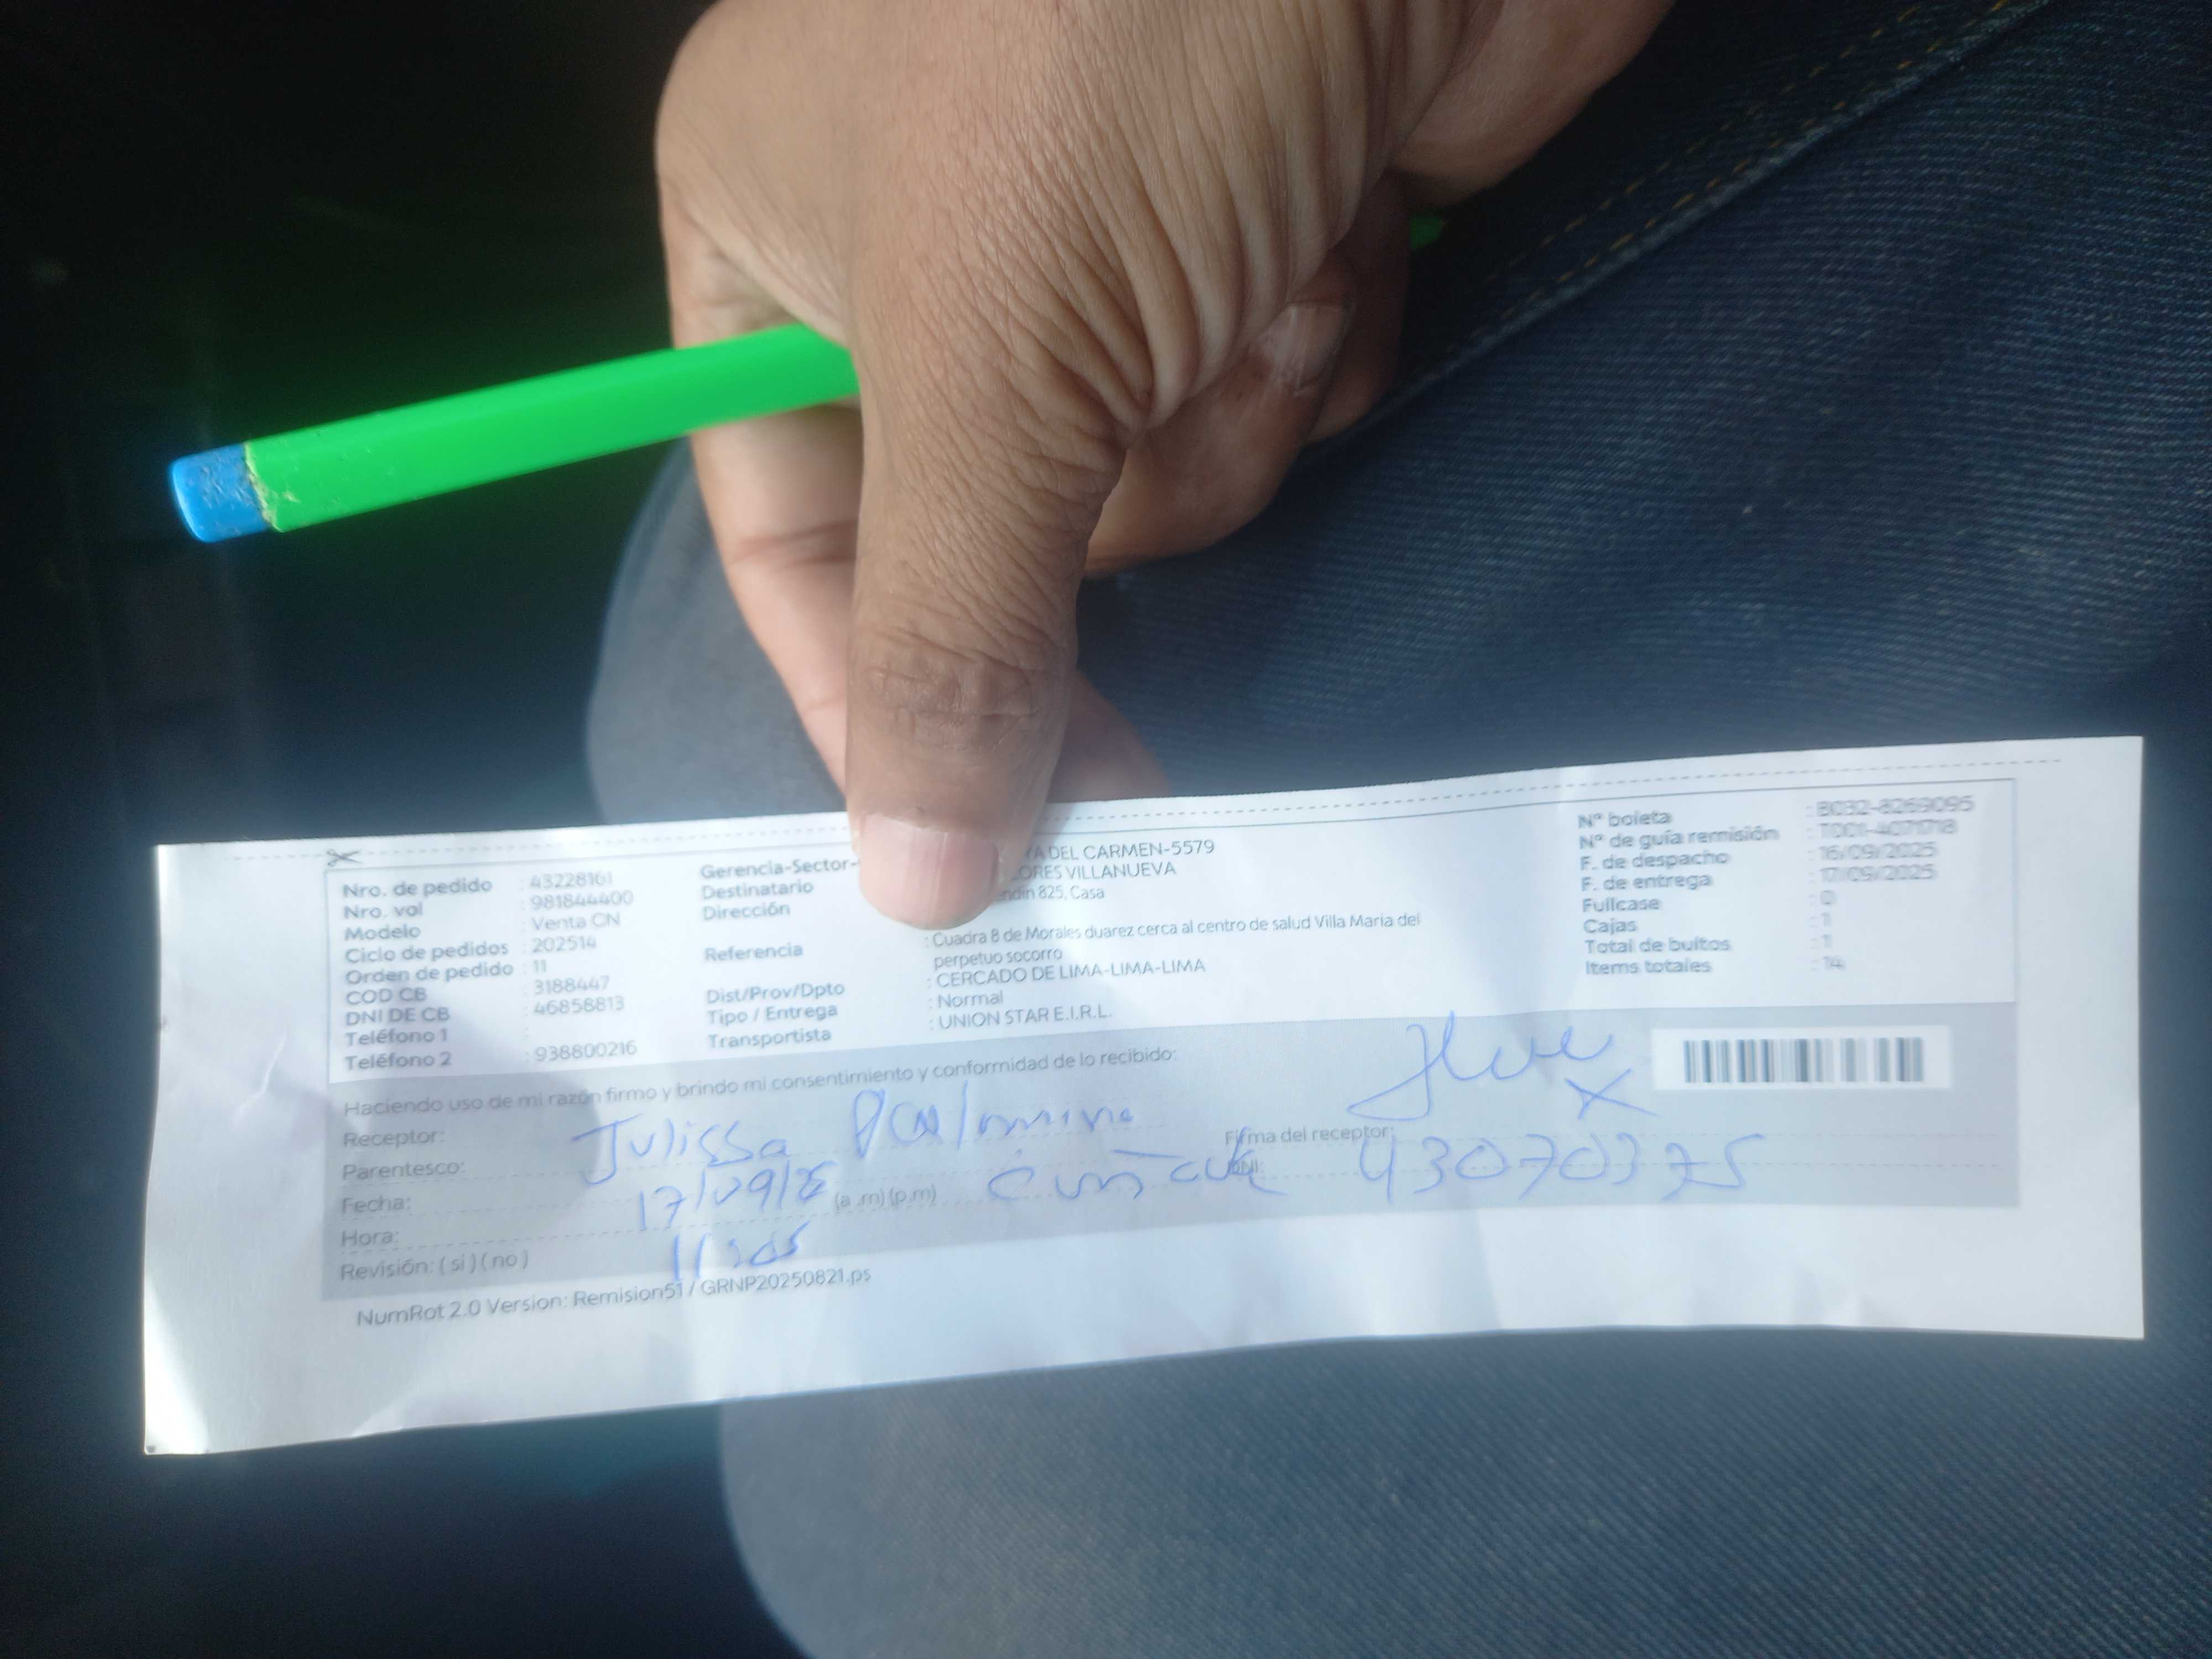 Nro. de pedido : 43228161
Nro. vol : 981844400
Modelo : Venta CN
Ciclo de pedidos : 202514
Orden de pedido : 11
COD CB : 3188447
DNI DE CB : 46858813
Teléfono 1 :
Teléfono 2 : 938800216
Gerencia-Sector- YA DEL CARMEN-5579
Destinatario ORES VILLANUEVA
Dirección ndin 825, Casa
Referencia : Cuadra 8 de Morales duarez cerca al centro de salud Villa Maria del
perpetuo socorro
Dist/Prov/Dpto : CERCADO DE LIMA-LIMA-LIMA
Tipo / Entrega : Normal
Transportista : UNION STAR E.I.R.L.
N° boleta : B032-8269095
N° de guía remisión : T001-4071718
F. de despacho : 16/09/2025
F. de entrega : 17/09/2025
Fullcase : 0
Cajas : 1
Total de bultos : 1
Items totales : 14
Haciendo uso de mi razón firmo y brindo mi consentimiento y conformidad de lo recibido:
Receptor: Julissa Palomino
Firma del receptor:
Parentesco: cuñada
DNI: 43070375
Fecha: 17/09/25 (a .m) (p.m)
Hora:
Revisión: ( si ) ( no )
NumRot 2.0 Version: Remision51 / GRNP20250821.ps